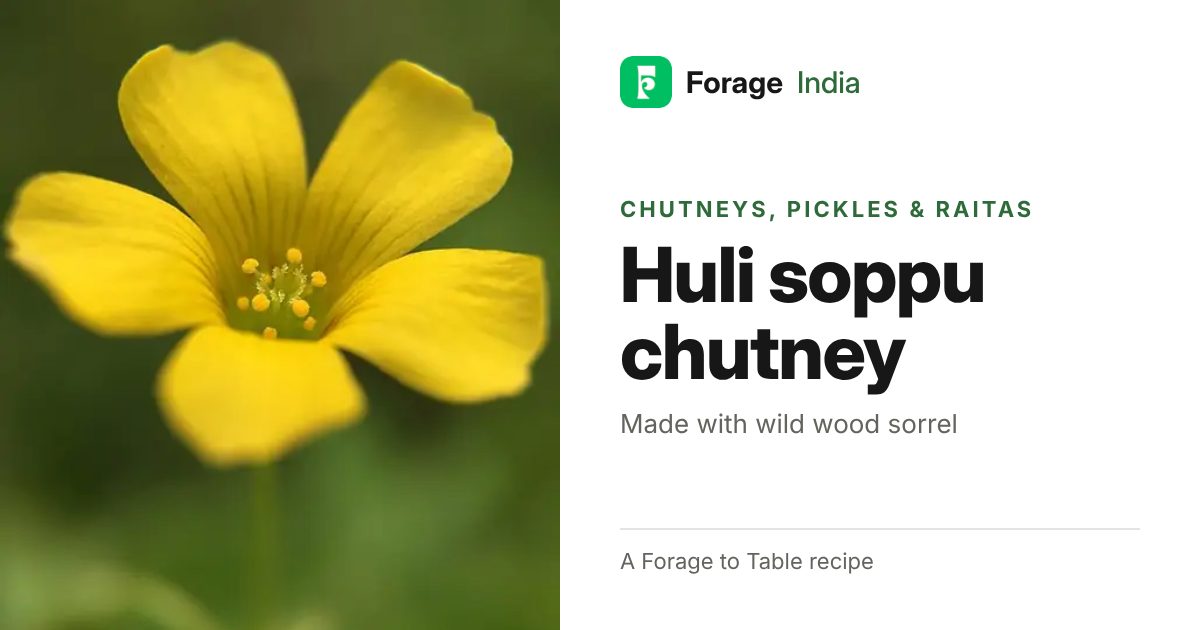 Forage India
CHUTNEYS, PICKLES & RAITAS
Huli soppu
chutney
Made with wild wood sorrel
A Forage to Table recipe